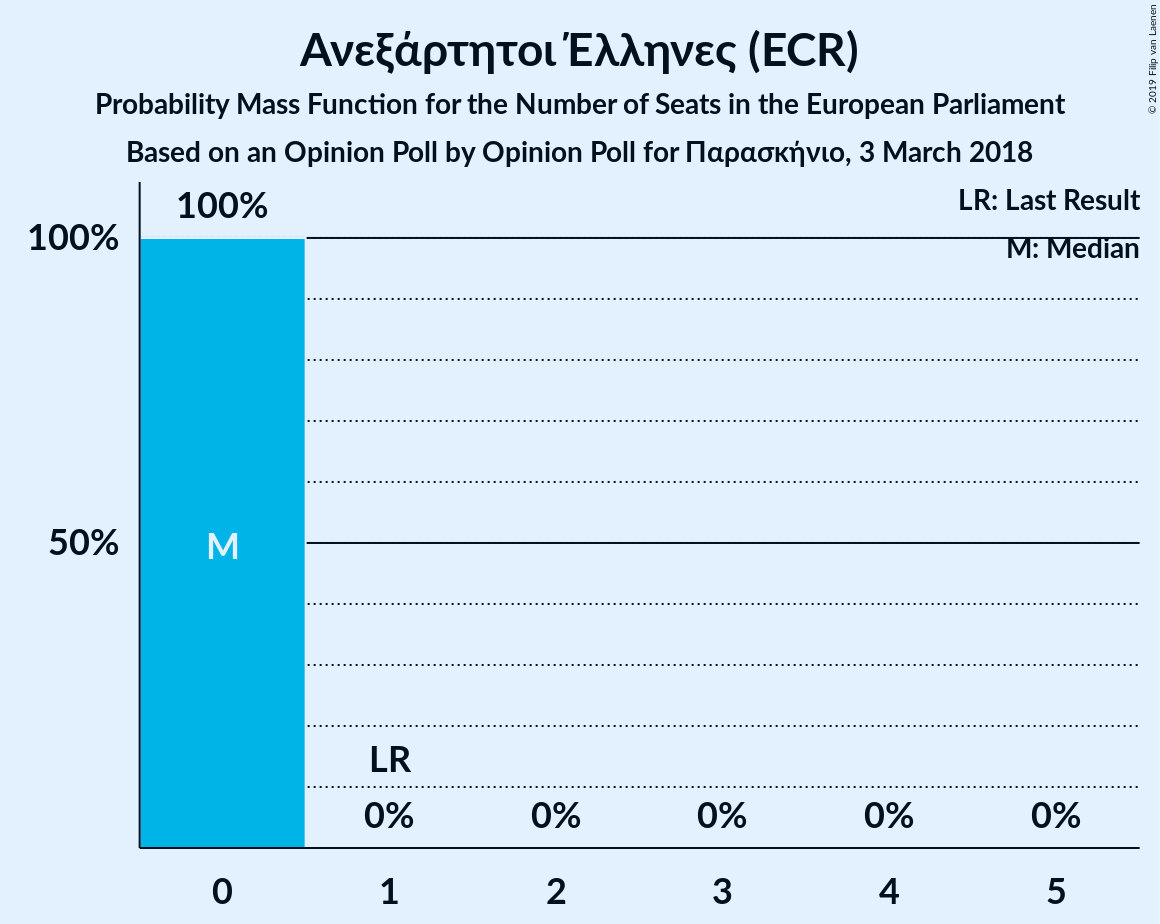 Ανεξάρτητοι Έλληνες (ECR)
Probability Mass Function for the Number of Seats in the European Parliament
Based on an Opinion Poll by Opinion Poll for Παρασκήνιο, 3 March 2018
© 2019 Filip van Laenen
LR: Last Result
M: Median
100%
100%
50%
M
LR
0% 0% 0% 0% 0%
0 1 2 3 4 5